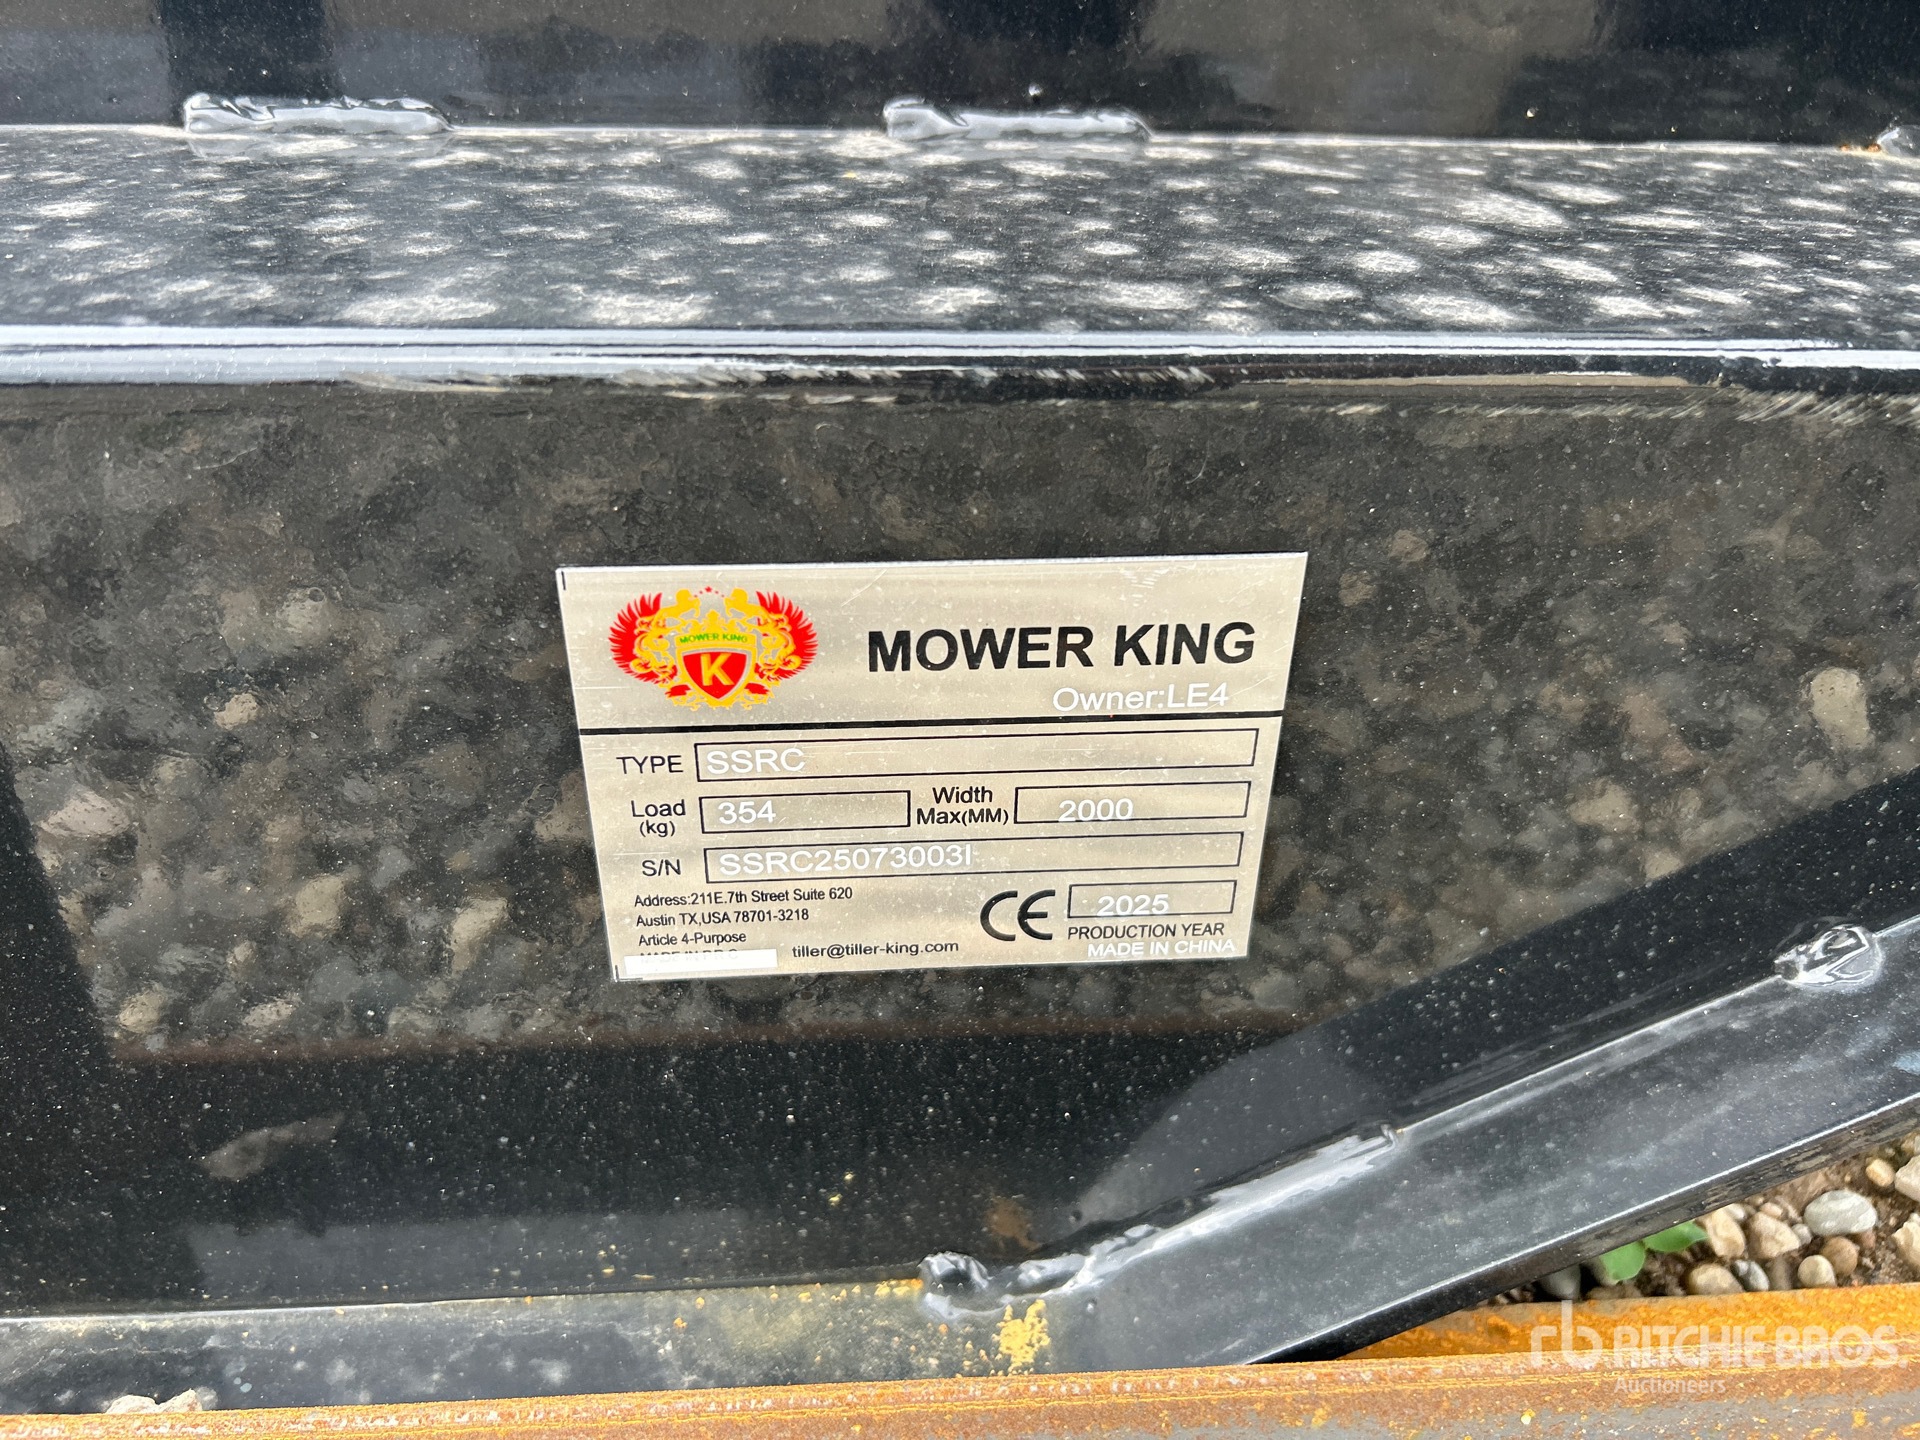 MOWER KING
K
MOWER KING
Owner:LE4
TYPE SSRC
Load (kg) 354 Width Max(MM) 2000
S/N SSRC25073003I
Address:211E.7th Street Suite 620
Austin TX,USA 78701-3218
Article 4-Purpose
tiller@tiller-king.com
CE 2025
PRODUCTION YEAR
MADE IN CHINA
rb RITCHIE BROS.
Auctioneers